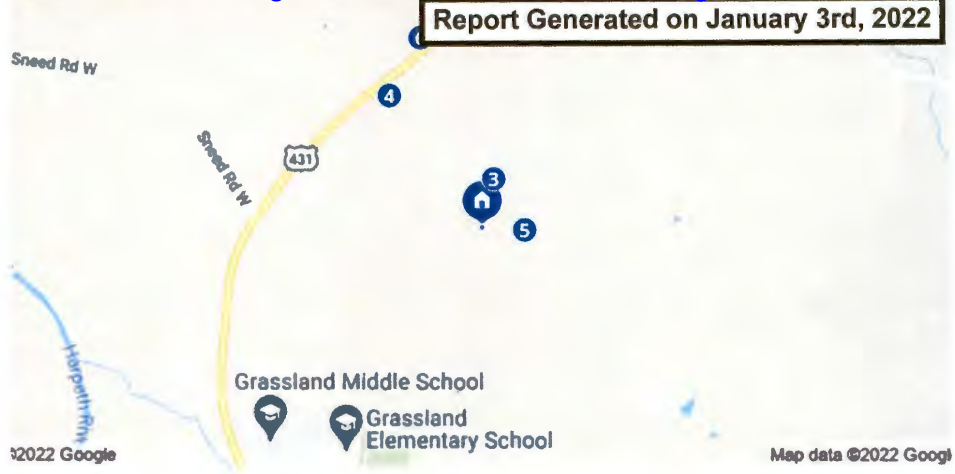 Report Generated on January 3rd, 2022
Sneed Rd W
4
Sneed Rd W
431
3
5
Harpeth Riv
Grassland Middle School
Grassland
Elementary School
©2022 Google
Map data ©2022 Googl